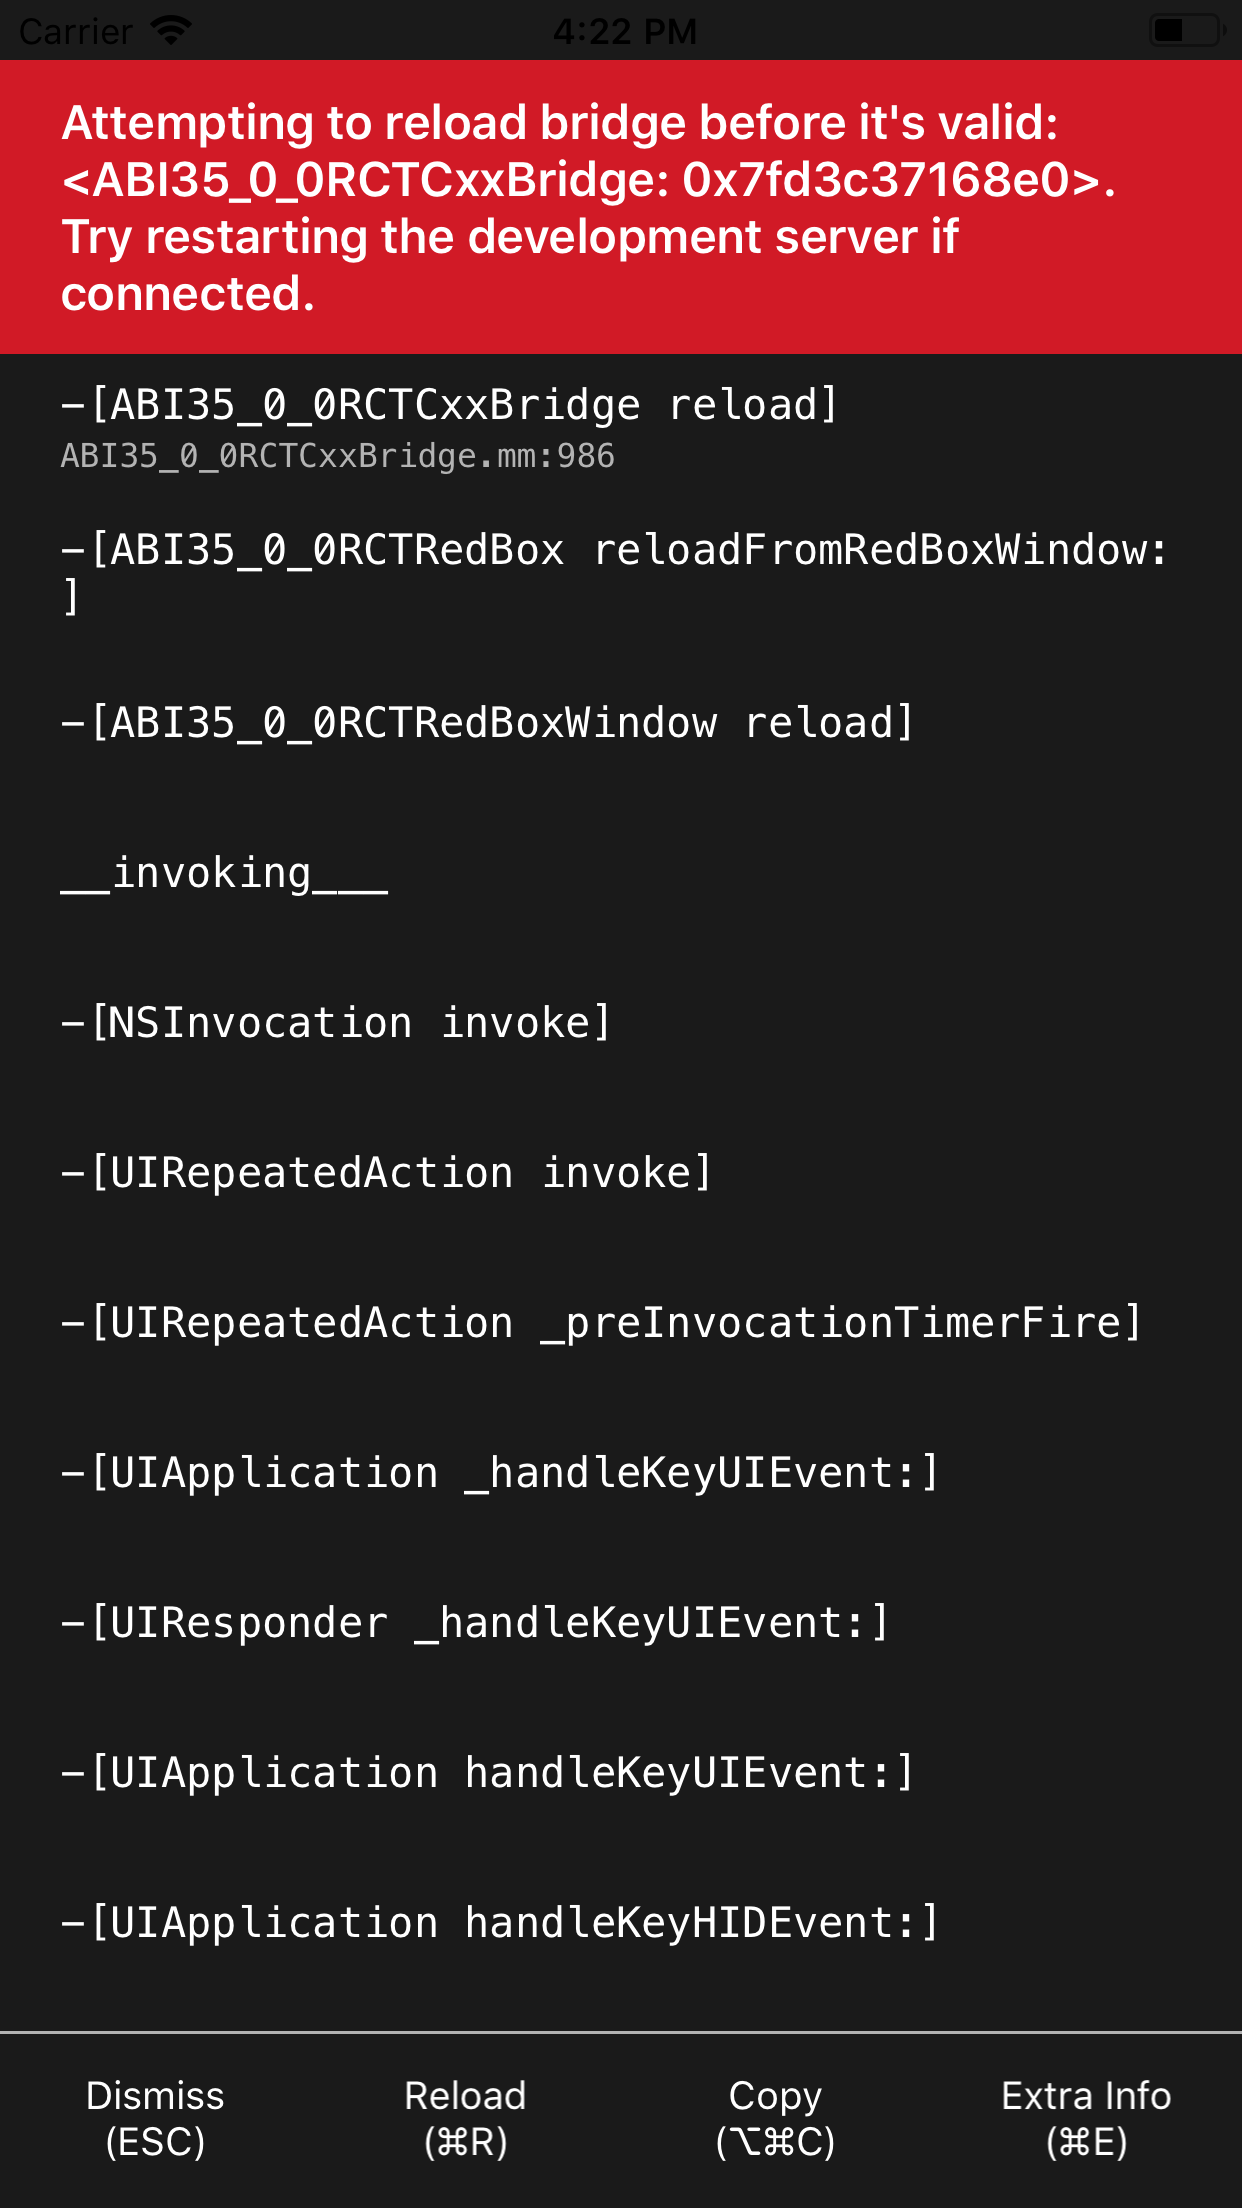 Carrier 4:22 PM
Attempting to reload bridge before it's valid:
<ABI35_0_0RCTCxxBridge: 0x7fd3c37168e0>.
Try restarting the development server if
connected.
-[ABI35_0_0RCTCxxBridge reload]
ABI35_0_0RCTCxxBridge.mm:986
-[ABI35_0_0RCTRedBox reloadFromRedBoxWindow:
]
-[ABI35_0_0RCTRedBoxWindow reload]
__invoking___
-[NSInvocation invoke]
-[UIRepeatedAction invoke]
-[UIRepeatedAction _preInvocationTimerFire]
-[UIApplication _handleKeyUIEvent:]
-[UIResponder _handleKeyUIEvent:]
-[UIApplication handleKeyUIEvent:]
-[UIApplication handleKeyHIDEvent:]
Dismiss Reload Copy Extra Info
(ESC) (⌘R) (⌥⌘C) (⌘E)